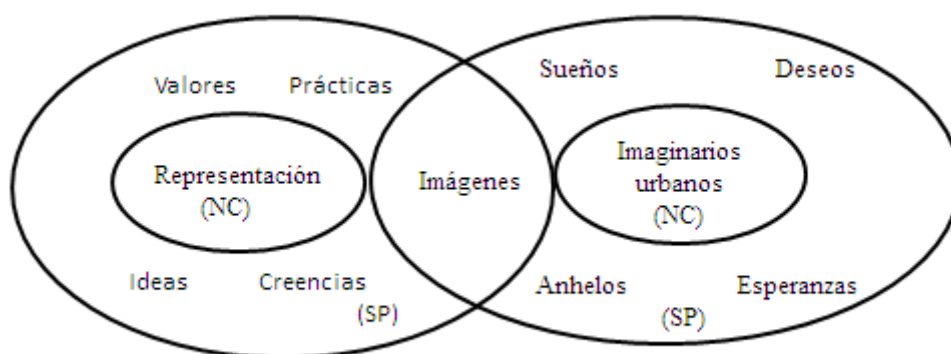 Valores Prácticas
Representación
(NC)
Ideas Creencias
(SP)
Imágenes
Sueños Deseos
Imaginarios
urbanos
(NC)
Anhelos Esperanzas
(SP)